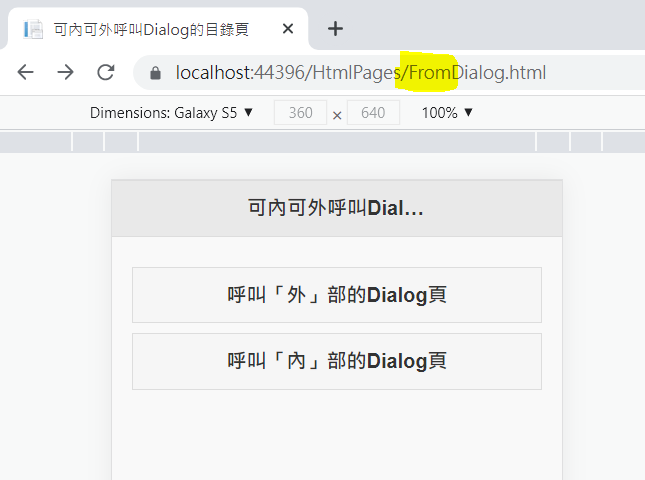 可內可外呼叫Dialog的目錄頁
localhost:44396/HtmlPages/FromDialog.html
Dimensions: Galaxy S5 ▼ 360 × 640 100% ▼
可內可外呼叫Dial…
呼叫「外」部的Dialog頁
呼叫「內」部的Dialog頁